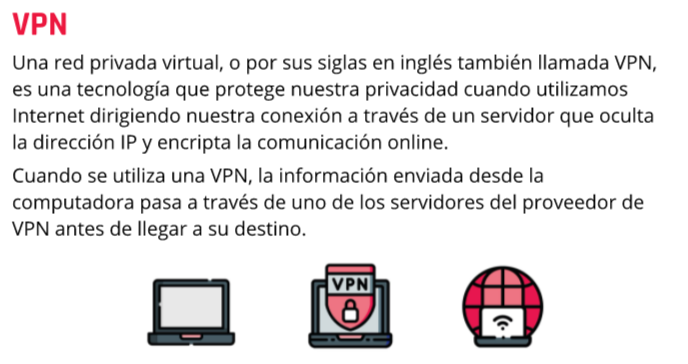 VPN
Una red privada virtual, o por sus siglas en inglés también llamada VPN,
es una tecnología que protege nuestra privacidad cuando utilizamos
Internet dirigiendo nuestra conexión a través de un servidor que oculta
la dirección IP y encripta la comunicación online.
Cuando se utiliza una VPN, la información enviada desde la
computadora pasa a través de uno de los servidores del proveedor de
VPN antes de llegar a su destino.
VPN